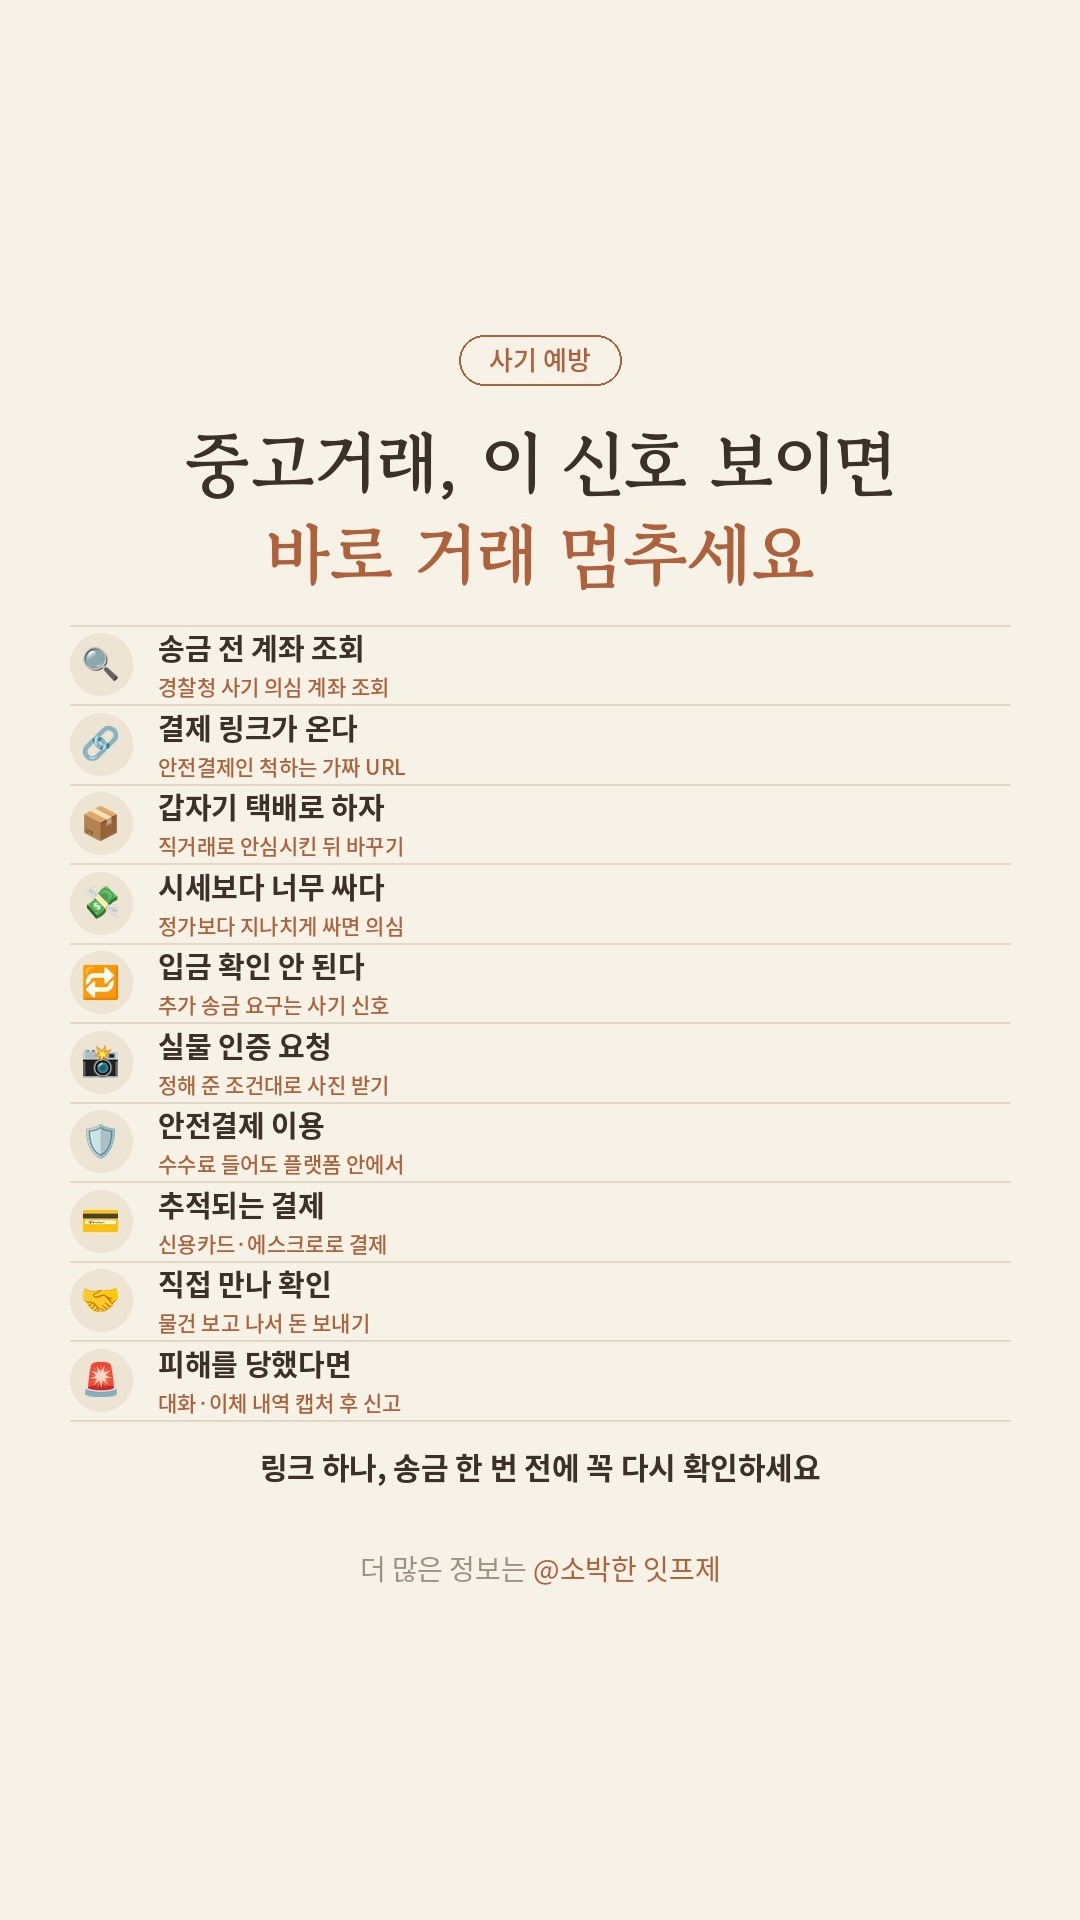 사기 예방
중고거래, 이 신호 보이면
바로 거래 멈추세요
송금 전 계좌 조회
경찰청 사기 의심 계좌 조회
결제 링크가 온다
안전결제인 척하는 가짜 URL
갑자기 택배로 하자
직거래로 안심시킨 뒤 바꾸기
시세보다 너무 싸다
정가보다 지나치게 싸면 의심
입금 확인 안 된다
추가 송금 요구는 사기 신호
실물 인증 요청
정해 준 조건대로 사진 받기
안전결제 이용
수수료 들어도 플랫폼 안에서
추적되는 결제
신용카드·에스크로로 결제
직접 만나 확인
물건 보고 나서 돈 보내기
피해를 당했다면
대화·이체 내역 캡처 후 신고
링크 하나, 송금 한 번 전에 꼭 다시 확인하세요
더 많은 정보는 @소박한 잇프제